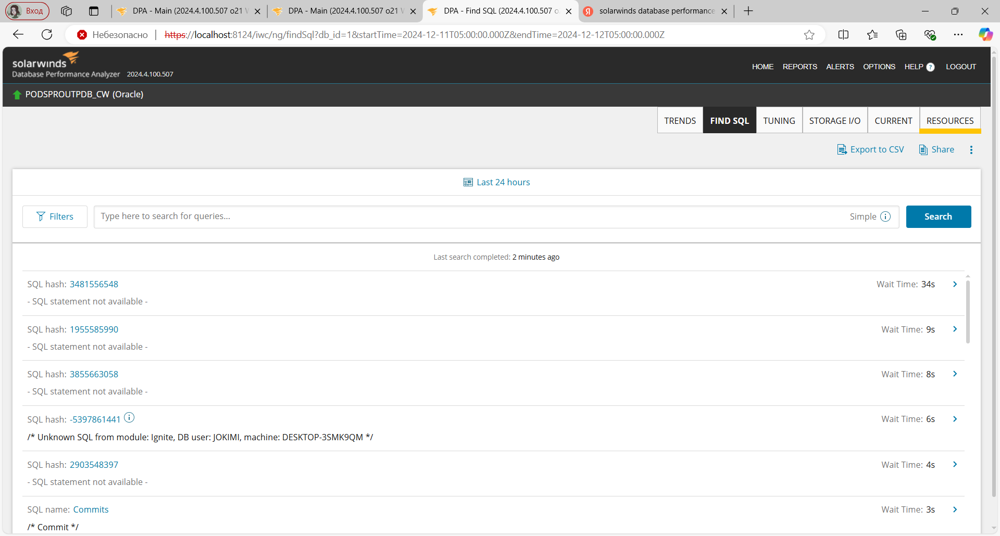 Вход
DPA - Main (2024.4.100.507 o21
DPA - Main (2024.4.100.507 o21
DPA - Find SQL (2024.4.100.507
solarwinds database performance
Небезопасно
https://localhost:8124/iwc/ng/findSql?db_id=1&startTime=2024-12-11T05:00:00.000Z&endTime=2024-12-12T05:00:00.000Z
solarwinds
Database Performance Analyzer 2024.4.100.507
HOME REPORTS ALERTS OPTIONS HELP ? LOGOUT
PODSPROUTPDB_CW (Oracle)
TRENDS FIND SQL TUNING STORAGE I/O CURRENT RESOURCES
Export to CSV Share
Last 24 hours
Filters Type here to search for queries... Simple Search
Last search completed: 2 minutes ago
SQL hash: 3481556548 Wait Time: 34s
- SQL statement not available -
SQL hash: 1955585990 Wait Time: 9s
- SQL statement not available -
SQL hash: 3855663058 Wait Time: 8s
- SQL statement not available -
SQL hash: -5397861441 Wait Time: 6s
/* Unknown SQL from module: Ignite, DB user: JOKIMI, machine: DESKTOP-3SMK9QM */
SQL hash: 2903548397 Wait Time: 4s
- SQL statement not available -
SQL name: Commits Wait Time: 3s
/* Commit */